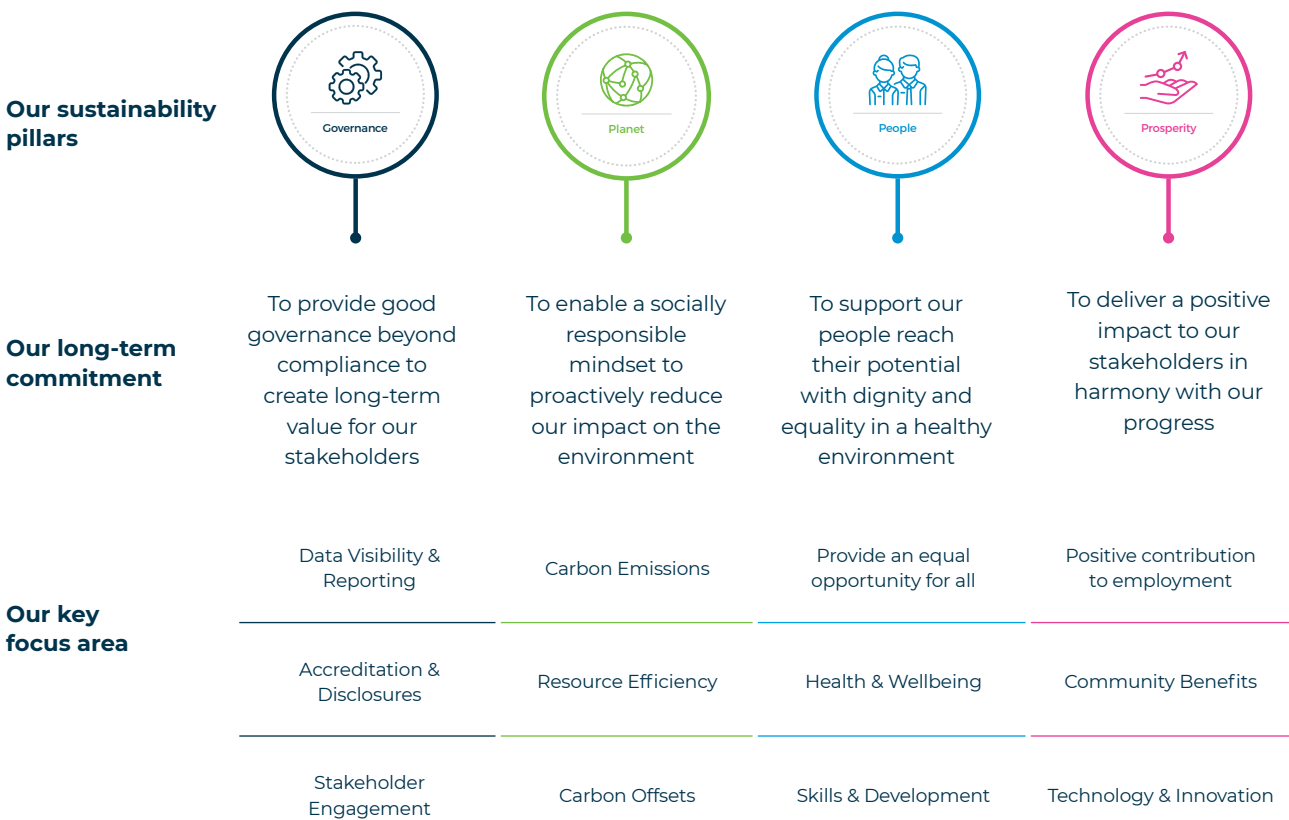 Our sustainability
pillars
Governance
Planet
People
Prosperity
Our long-term
commitment
To provide good
governance beyond
compliance to
create long-term
value for our
stakeholders
To enable a socially
responsible
mindset to
proactively reduce
our impact on the
environment
To support our
people reach
their potential
with dignity and
equality in a healthy
environment
To deliver a positive
impact to our
stakeholders in
harmony with our
progress
Our key
focus area
Data Visibility &
Reporting
Carbon Emissions
Provide an equal
opportunity for all
Positive contribution
to employment
Accreditation &
Disclosures
Resource Efficiency
Health & Wellbeing
Community Benefits
Stakeholder
Engagement
Carbon Offsets
Skills & Development
Technology & Innovation